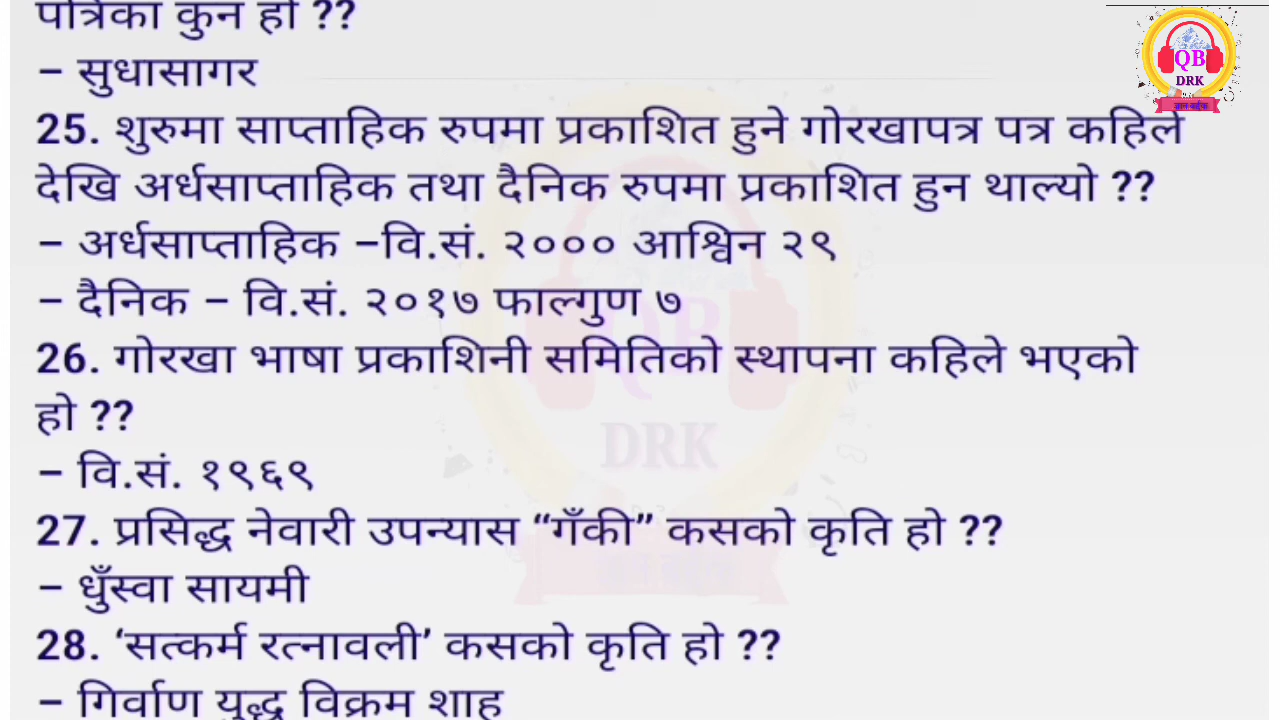 पत्रिका कुन हो ??
– सुधासागर
25. शुरुमा साप्ताहिक रुपमा प्रकाशित हुने गोरखापत्र पत्र कहिले
देखि अर्धसाप्ताहिक तथा दैनिक रुपमा प्रकाशित हुन थाल्यो ??
– अर्धसाप्ताहिक –वि.सं. २००० आश्विन २९
– दैनिक – वि.सं. २०१७ फाल्गुण ७
26. गोरखा भाषा प्रकाशिनी समितिको स्थापना कहिले भएको
हो ??
– वि.सं. १९६९
27. प्रसिद्ध नेवारी उपन्यास “गँकी” कसको कृति हो ??
– धुँस्वा सायमी
28. ‘सत्कर्म रत्नावली’ कसको कृति हो ??
– गिर्वाण युद्ध विक्रम शाह
QB
DRK
QB
DRK